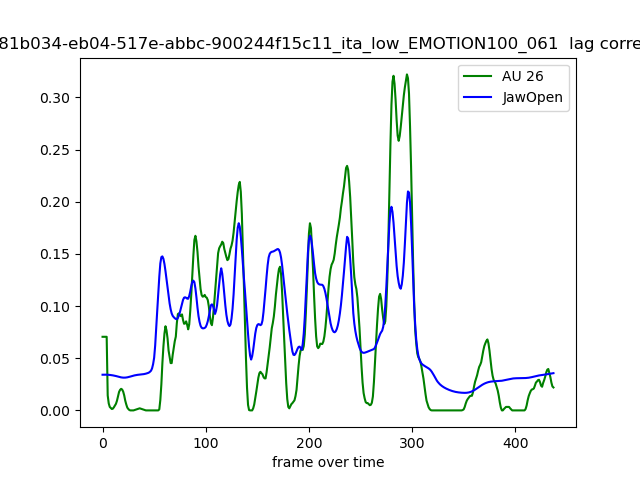 81b034-eb04-517e-abbc-900244f15c11_ita_low_EMOTION100_061 lag corre
AU 26
JawOpen
0.30
0.25
0.20
0.15
0.10
0.05
0.00
0 100 200 300 400
frame over time